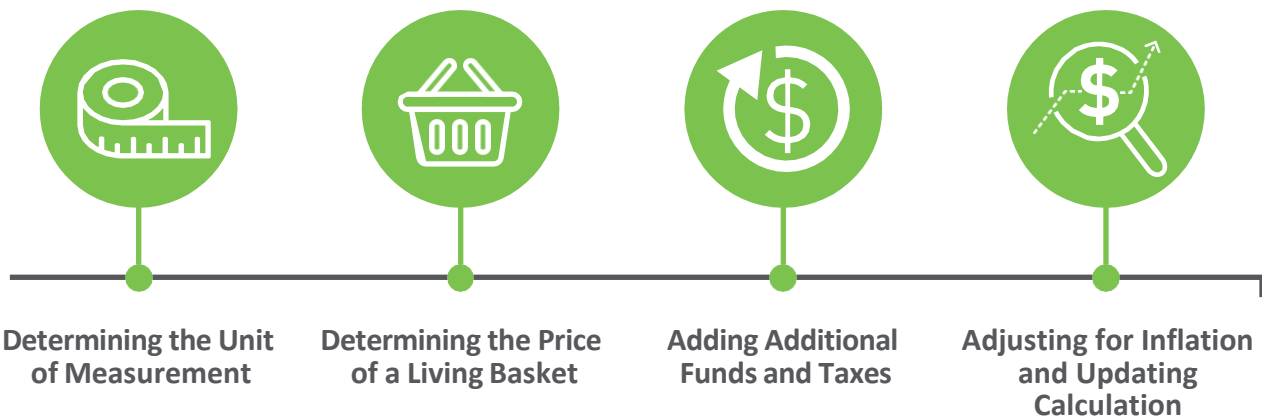 Determining the Unit
of Measurement
Determining the Price
of a Living Basket
Adding Additional
Funds and Taxes
Adjusting for Inflation
and Updating
Calculation
$
$